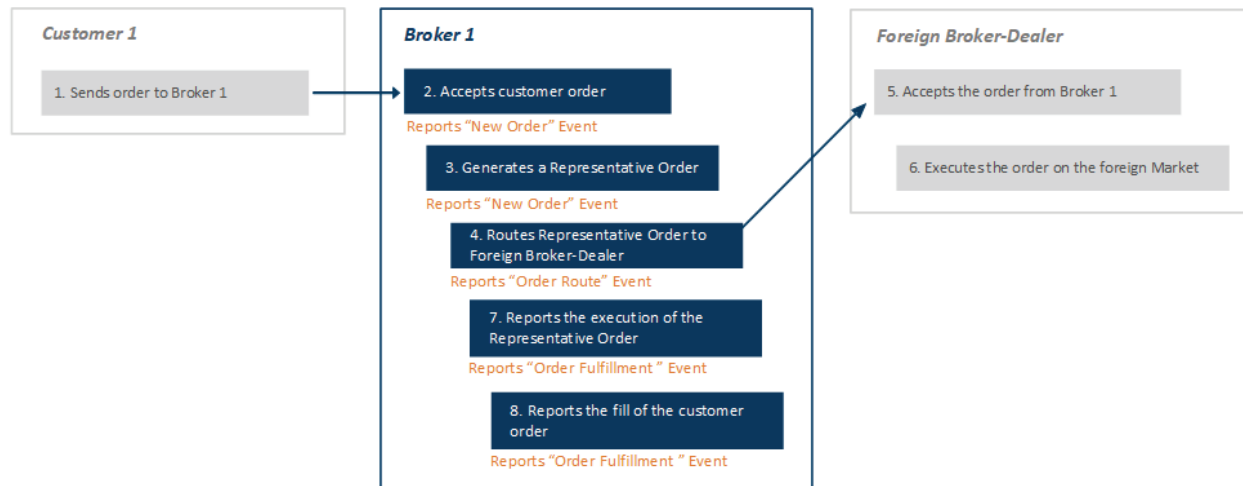 Customer 1
1. Sends order to Broker 1
Broker 1
2. Accepts customer order
Reports “New Order” Event
3. Generates a Representative Order
Reports “New Order” Event
4. Routes Representative Order to
Foreign Broker-Dealer
Reports “Order Route” Event
7. Reports the execution of the
Representative Order
Reports “Order Fulfillment ” Event
8. Reports the fill of the customer
order
Reports “Order Fulfillment ” Event
Foreign Broker-Dealer
5. Accepts the order from Broker 1
6. Executes the order on the foreign Market